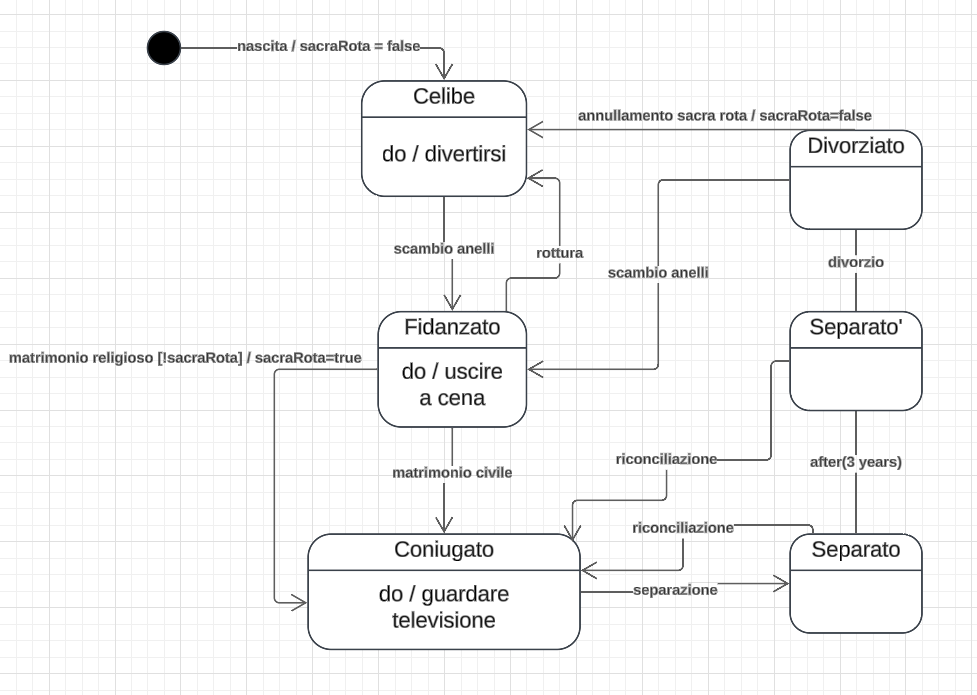 nascita / sacraRota = false
Celibe
do / divertirsi
annullamento sacra rota / sacraRota=false
Divorziato
scambio anelli
rottura
scambio anelli
divorzio
Fidanzato
do / uscire
a cena
Separato'
matrimonio religioso [!sacraRota] / sacraRota=true
matrimonio civile
riconciliazione
after(3 years)
riconciliazione
Coniugato
do / guardare
televisione
Separato
separazione